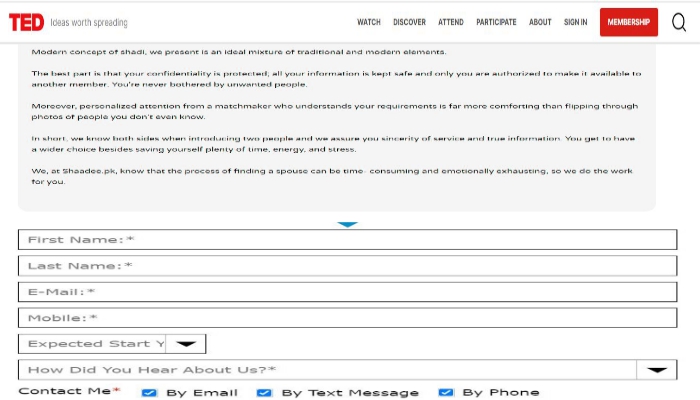 TED Ideas worth spreading WATCH DISCOVER ATTEND PARTICIPATE ABOUT SIGN IN MEMBERSHIP
Modern concept of shadi, we present is an ideal mixture of traditional and modern elements.
The best part is that your confidentiality is protected; all your information is kept safe and only you are authorized to make it available to
another member. You're never bothered by unwanted people.
Moreover, personalized attention from a matchmaker who understands your requirements is far more comforting than flipping through
photos of people you don't even know.
In short, we know both sides when introducing two people and we assure you sincerity of service and true information. You get to have
a wider choice besides saving yourself plenty of time, energy, and stress.
We, at Shaadee.pk, know that the process of finding a spouse can be time- consuming and emotionally exhausting, so we do the work
for you.
First Name:*
Last Name:*
E-Mail:*
Mobile:*
Expected Start Y
How Did You Hear About Us?*
Contact Me* By Email By Text Message By Phone